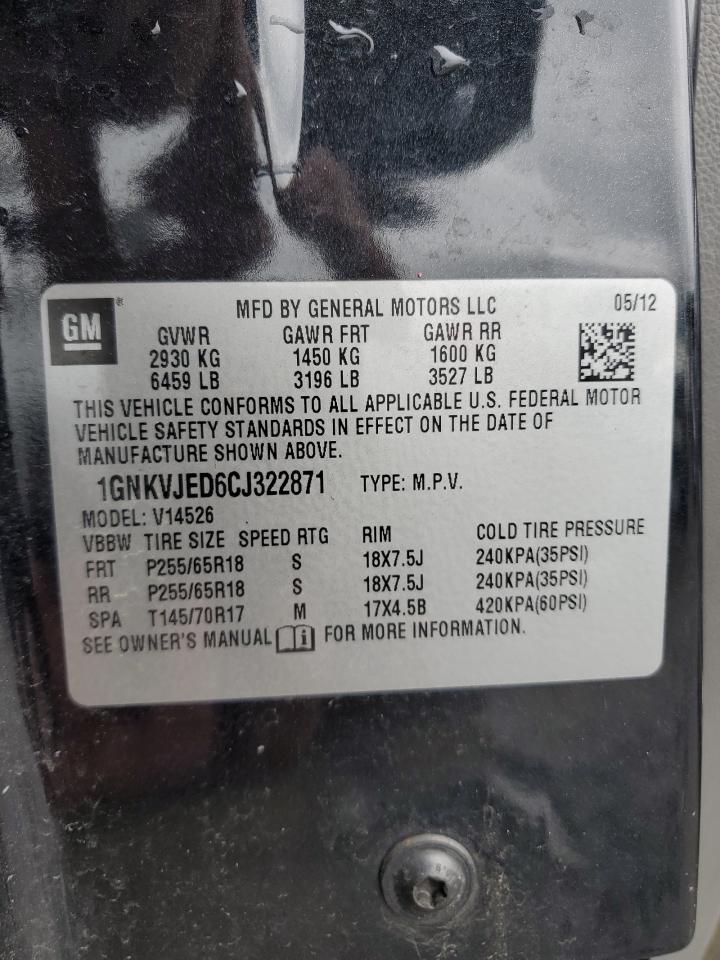 GM ® MFD BY GENERAL MOTORS LLC 05/12
GVWR GAWR FRT GAWR RR
2930 KG 1450 KG 1600 KG
6459 LB 3196 LB 3527 LB
THIS VEHICLE CONFORMS TO ALL APPLICABLE U.S. FEDERAL MOTOR
VEHICLE SAFETY STANDARDS IN EFFECT ON THE DATE OF
MANUFACTURE SHOWN ABOVE.
1GNKVJED6CJ322871 TYPE: M.P.V.
MODEL: V14526
VBBW TIRE SIZE SPEED RTG RIM COLD TIRE PRESSURE
FRT P255/65R18 S 18X7.5J 240KPA(35PSI)
RR P255/65R18 S 18X7.5J 240KPA(35PSI)
SPA T145/70R17 M 17X4.5B 420KPA(60PSI)
SEE OWNER'S MANUAL i FOR MORE INFORMATION.